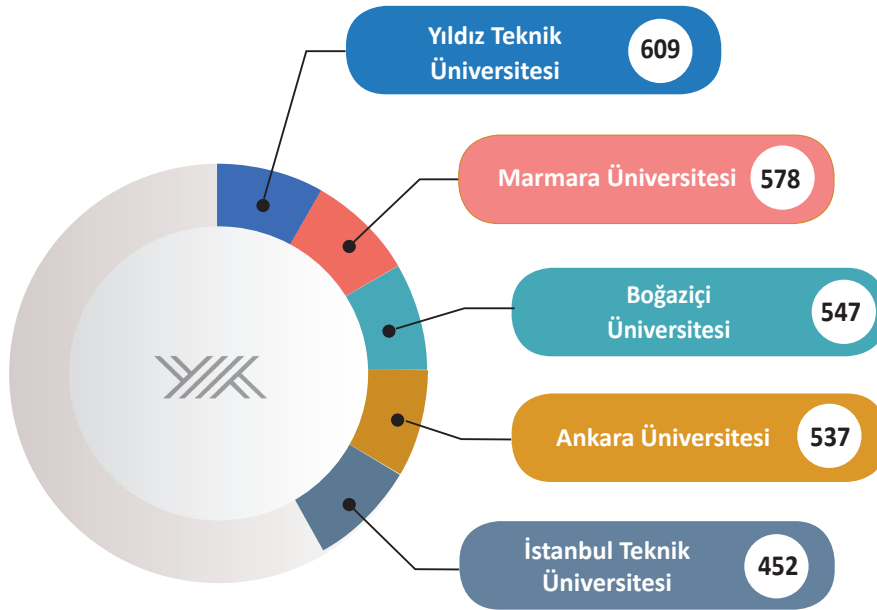 Yıldız Teknik
Üniversitesi
609
Marmara Üniversitesi
578
Boğaziçi
Üniversitesi
547
Ankara Üniversitesi
537
İstanbul Teknik
Üniversitesi
452